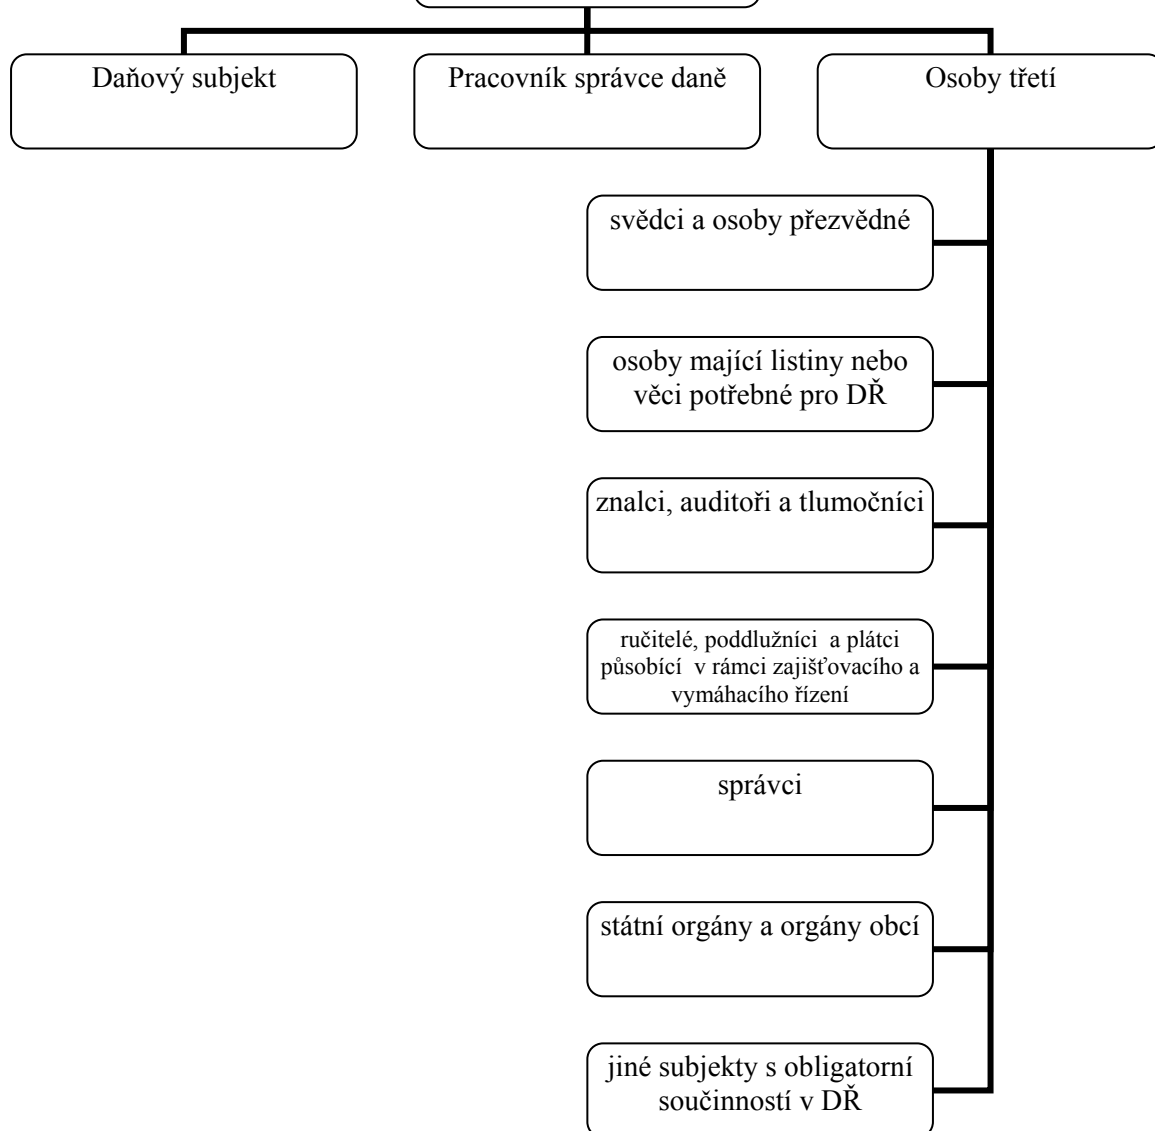 Daňový subjekt
Pracovník správce daně
Osoby třetí
svědci a osoby přezvědné
osoby mající listiny nebo
věci potřebné pro DŘ
znalci, auditoři a tlumočníci
ručitelé, poddlužníci a plátci
působící v rámci zajišťovacího a
vymáhacího řízení
správci
státní orgány a orgány obcí
jiné subjekty s obligatorní
součinností v DŘ